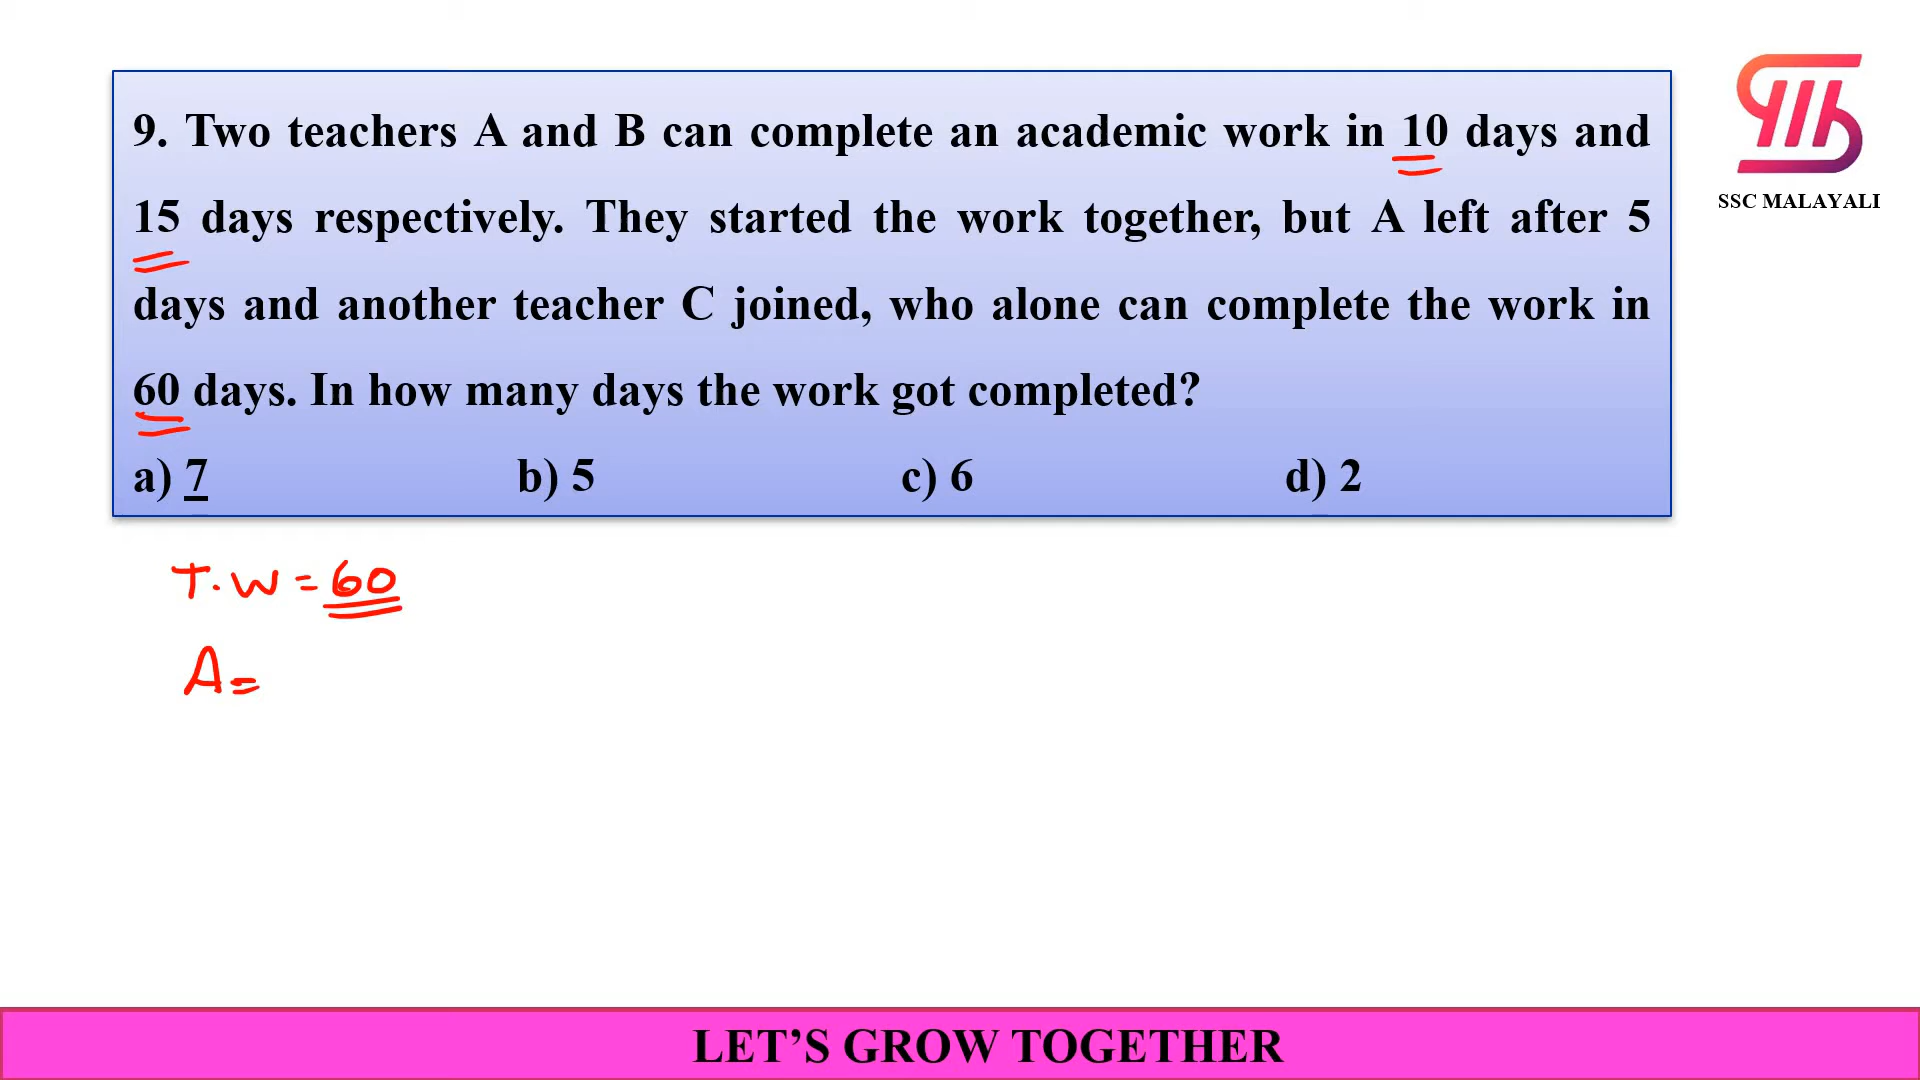 9. Two teachers A and B can complete an academic work in 10 days and
15 days respectively. They started the work together, but A left after 5
days and another teacher C joined, who alone can complete the work in
60 days. In how many days the work got completed?
a) 7 b) 5 c) 6 d) 2
SSC MALAYALI
T.W = 60
A =
LET’S GROW TOGETHER